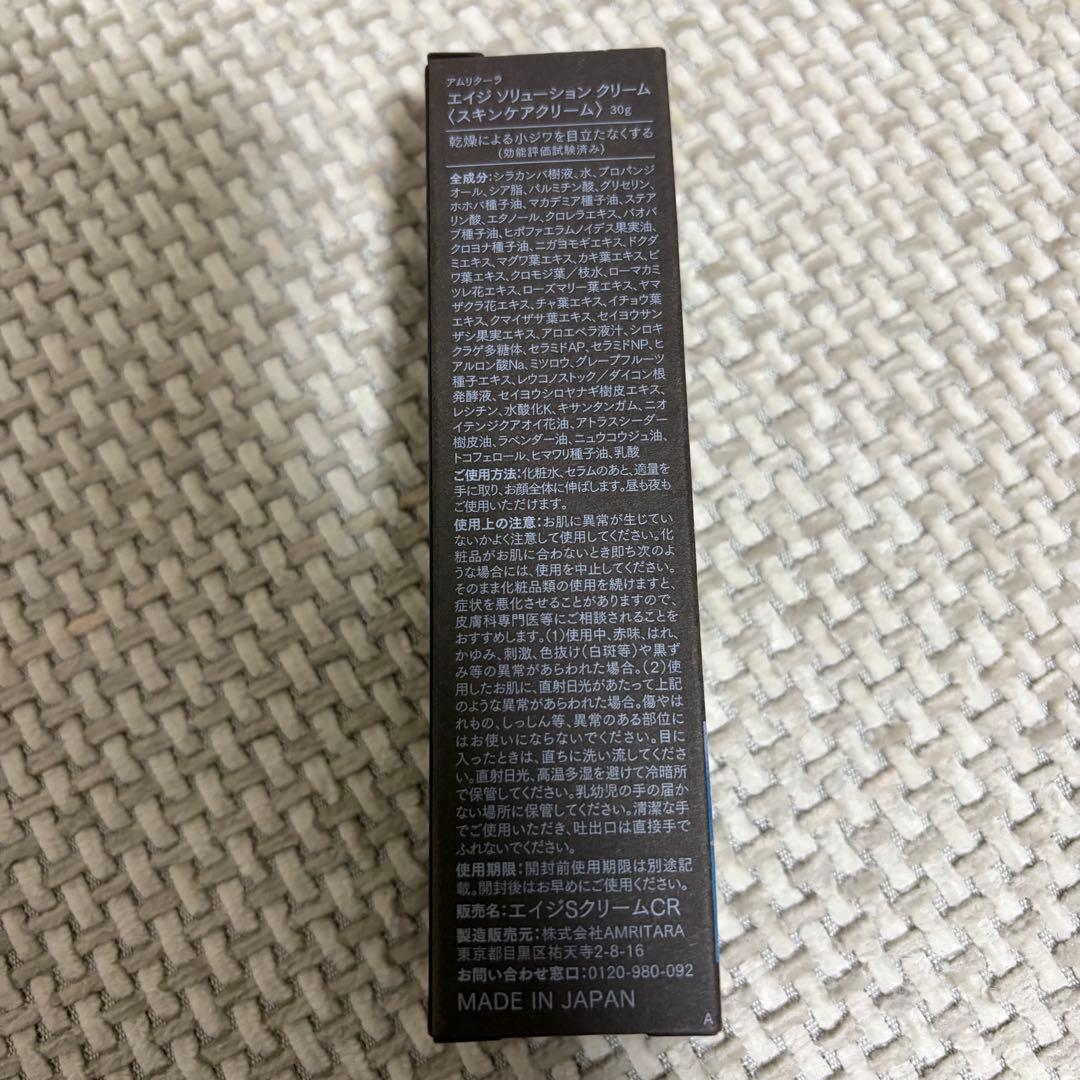 アムリターラ
エイジ ソリューション クリーム
〈スキンケアクリーム〉 30g
乾燥による小ジワを目立たなくする
(効能評価試験済み)
全成分:シラカンバ樹液、水、プロパンジ
オール、シア脂、パルミチン酸、グリセリン、
ホホバ種子油、マカデミア種子油、ステア
リン酸、エタノール、クロレラエキス、バオバ
ブ種子油、ヒポファエラムノイデス果実油、
クロヨナ種子油、ニガヨモギエキス、ドクダ
ミエキス、マグワ葉エキス、カキ葉エキス、ビ
ワ葉エキス、クロモジ葉/枝水、ローマカミ
ツレ花エキス、ローズマリー葉エキス、ヤマ
ザクラ花エキス、チャ葉エキス、イチョウ葉
エキス、クマイザサ葉エキス、セイヨウサン
ザシ果実エキス、アロエベラ液汁、シロキ
クラゲ多糖体、セラミドAP、セラミドNP、ヒ
アルロン酸Na、ミツロウ、グレープフルーツ
種子エキス、レウコノストック/ダイコン根
発酵液、セイヨウシロヤナギ樹皮エキス、
レシチン、水酸化K、キサンタンガム、ニオ
イテンジクアオイ花油、アトラスシーダー
樹皮油、ラベンダー油、ニュウコウジュ油、
トコフェロール、ヒマワリ種子油、乳酸
ご使用方法:化粧水、セラムのあと、適量を
手に取り、お顔全体に伸ばします。昼も夜も
ご使用いただけます。
使用上の注意:お肌に異常が生じてい
ないかよく注意して使用してください。化
粧品がお肌に合わないとき即ち次のよ
うな場合には、使用を中止してください。
そのまま化粧品類の使用を続けますと、
症状を悪化させることがありますので、
皮膚科専門医等にご相談されることを
おすすめします。(1)使用中、赤味、はれ、
かゆみ、刺激、色抜け(白斑等)や黒ず
み等の異常があらわれた場合。(2)使
用したお肌に、直射日光があたって上記
のような異常があらわれた場合。傷やは
れもの、しっしん等、異常のある部位に
はお使いにならないでください。目に
入ったときは、直ちに洗い流してくださ
い。直射日光、高温多湿を避けて冷暗所
で保管してください。乳幼児の手の届か
ない場所に保管してください。清潔な手
でご使用いただき、吐出口は直接手で
ふれないでください。
使用期限:開封前使用期限は別途記
載。開封後はお早めにご使用ください。
販売名:エイジSクリームCR
製造販売元:株式会社AMRITARA
東京都目黒区祐天寺2-8-16
お問い合わせ窓口:0120-980-092
MADE IN JAPAN
A